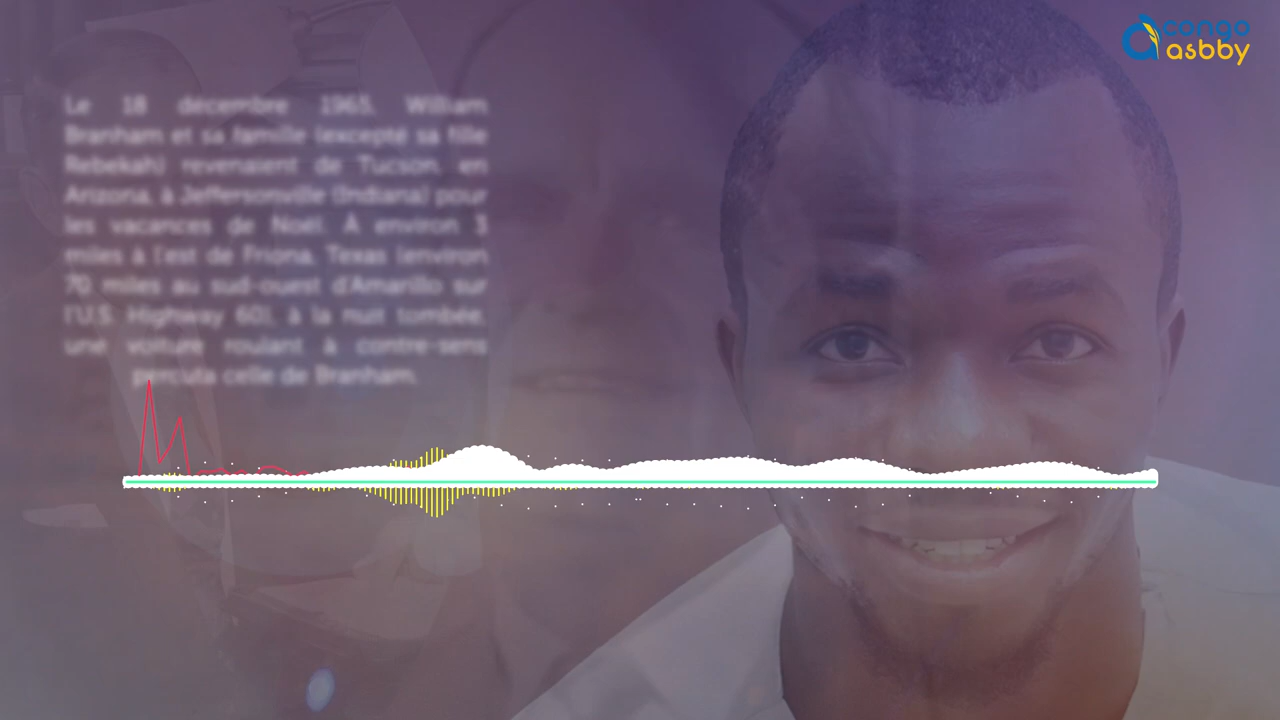 congo
asbby
Le 18 décembre 1965, William
Branham et sa famille (excepté sa fille
Rebekah) revenaient de Tucson, en
Arizona, à Jeffersonville (Indiana) pour
les vacances de Noël. À environ 3
miles à l'est de Friona, Texas (environ
70 miles au sud-ouest d'Amarillo sur
l'U.S. Highway 60), à la nuit tombée,
une voiture roulant à contre-sens
percuta celle de Branham.